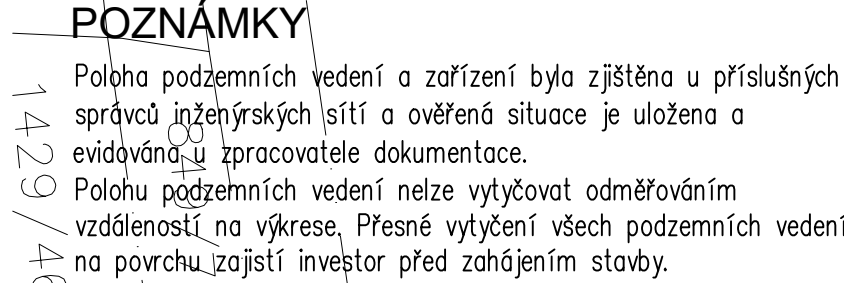 POZNÁMKY
Poloha podzemních vedení a zařízení byla zjištěna u příslušných
správců inženýrských sítí a ověřená situace je uložena a
evidována u zpracovatele dokumentace.
Polohu podzemních vedení nelze vytyčovat odměřováním
vzdáleností na výkrese. Přesné vytyčení všech podzemních vedení
na povrchu zajistí investor před zahájením stavby.
1429/46
849/7